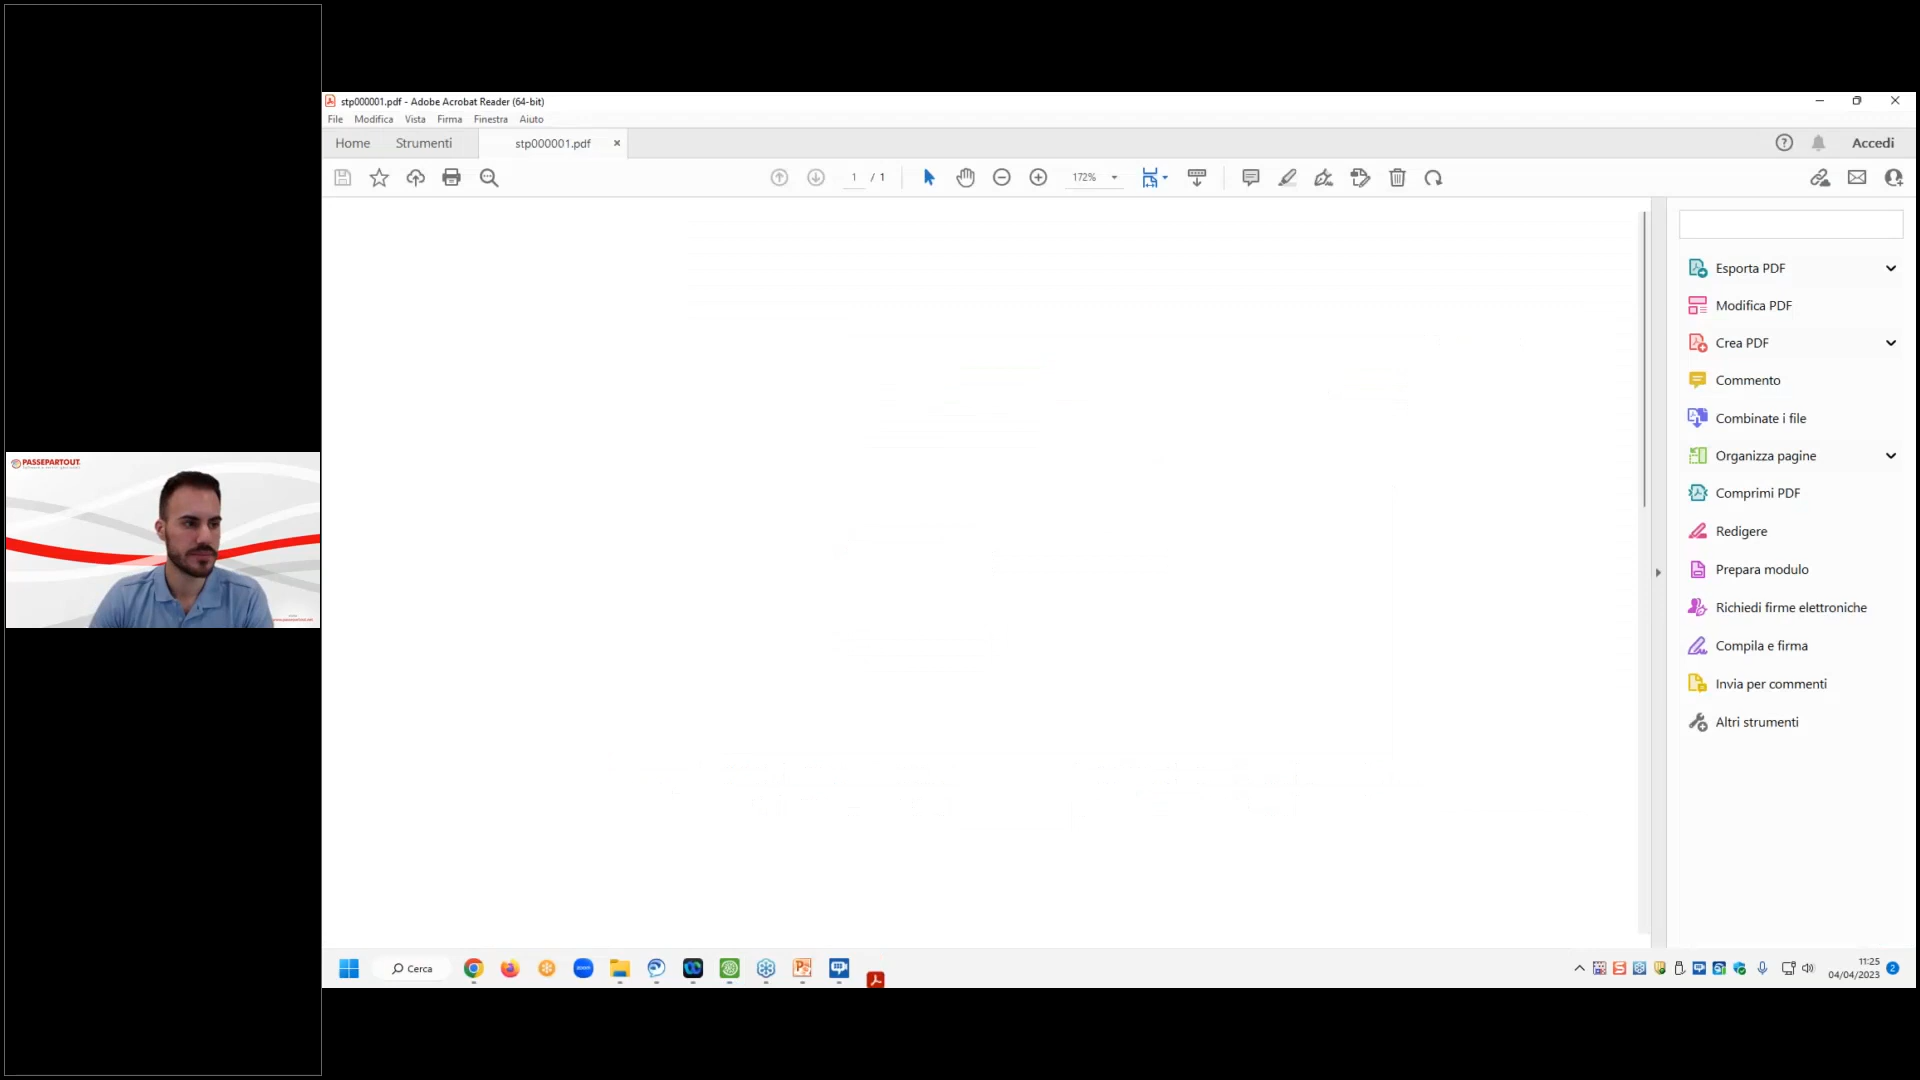 PASSEPARTOUT
stp000001.pdf - Adobe Acrobat Reader (64-bit)
File Modifica Vista Firma Finestra Aiuto
Home Strumenti stp000001.pdf × Accedi
1 / 1 172%
Esporta PDF
Modifica PDF
Crea PDF
Commento
Combinate i file
Organizza pagine
Comprimi PDF
Redigere
Prepara modulo
Richiedi firme elettroniche
Compila e firma
Invia per commenti
Altri strumenti
Cerca
zoom
11:25
04/04/2023
2